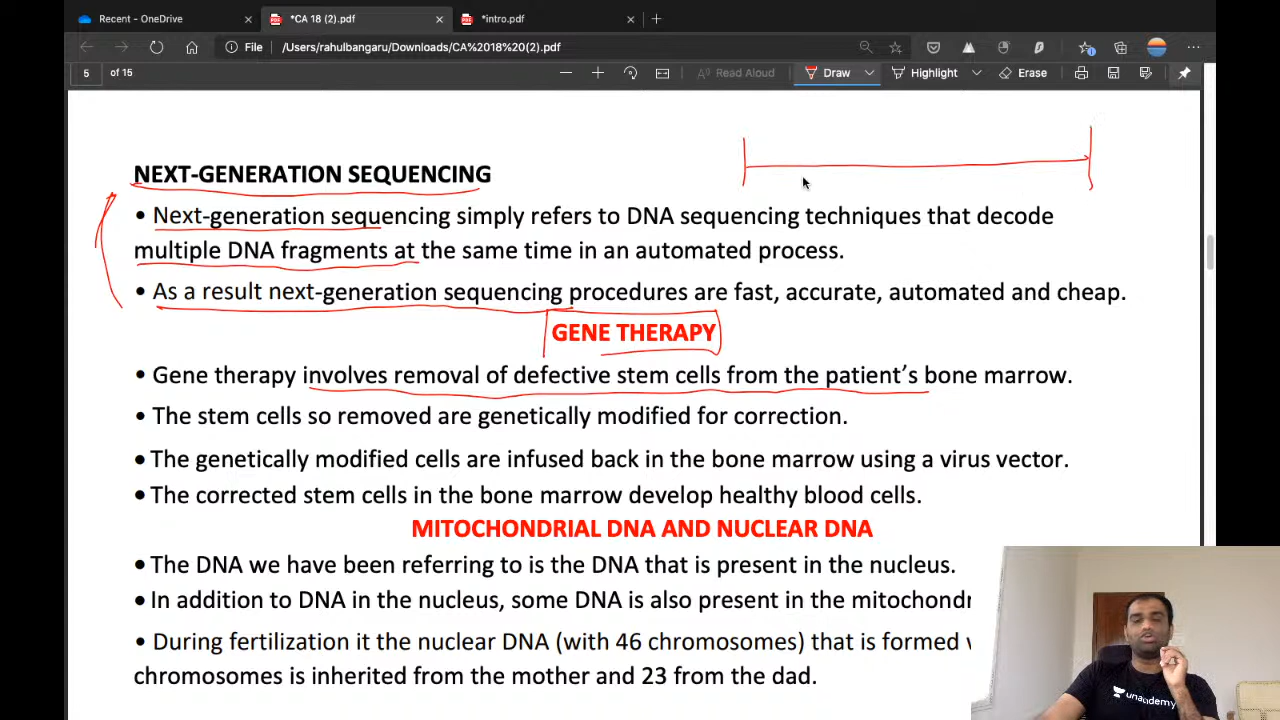 Recent - OneDrive
*CA 18 (2).pdf
*intro.pdf
File
/Users/rahulbangaru/Downloads/CA%2018%20(2).pdf
5 of 15
Read Aloud
Draw
Highlight
Erase
NEXT-GENERATION SEQUENCING
• Next-generation sequencing simply refers to DNA sequencing techniques that decode
multiple DNA fragments at the same time in an automated process.
• As a result next-generation sequencing procedures are fast, accurate, automated and cheap.
GENE THERAPY
• Gene therapy involves removal of defective stem cells from the patient's bone marrow.
• The stem cells so removed are genetically modified for correction.
• The genetically modified cells are infused back in the bone marrow using a virus vector.
• The corrected stem cells in the bone marrow develop healthy blood cells.
MITOCHONDRIAL DNA AND NUCLEAR DNA
• The DNA we have been referring to is the DNA that is present in the nucleus.
• In addition to DNA in the nucleus, some DNA is also present in the mitochondr
• During fertilization it the nuclear DNA (with 46 chromosomes) that is formed
chromosomes is inherited from the mother and 23 from the dad.
unacademy